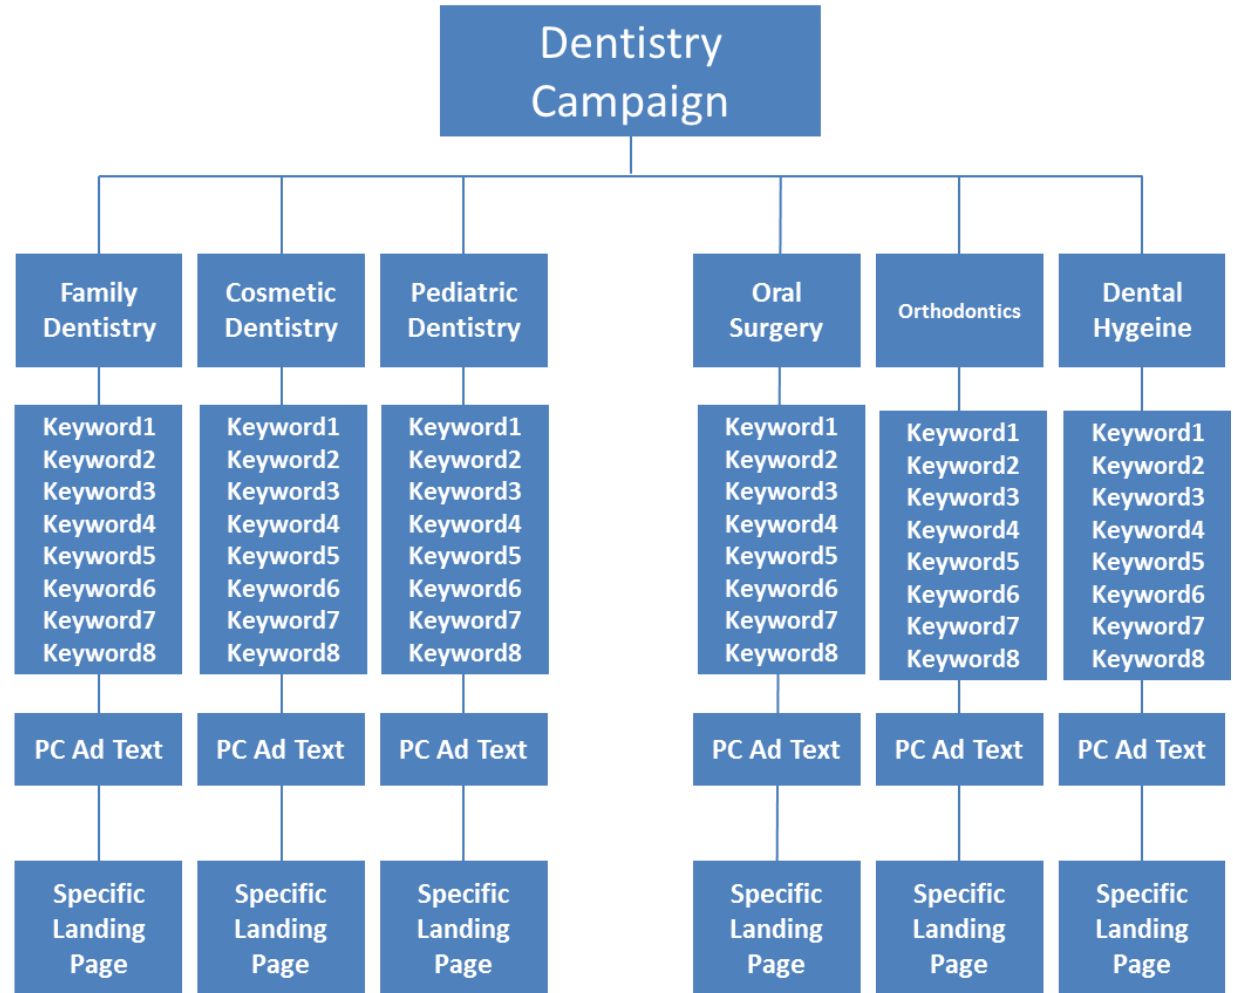 Dentistry
Campaign
Family
Dentistry
Cosmetic
Dentistry
Pediatric
Dentistry
Oral
Surgery
Orthodontics
Dental
Hygeine
Keyword1
Keyword2
Keyword3
Keyword4
Keyword5
Keyword6
Keyword7
Keyword8
Keyword1
Keyword2
Keyword3
Keyword4
Keyword5
Keyword6
Keyword7
Keyword8
Keyword1
Keyword2
Keyword3
Keyword4
Keyword5
Keyword6
Keyword7
Keyword8
Keyword1
Keyword2
Keyword3
Keyword4
Keyword5
Keyword6
Keyword7
Keyword8
Keyword1
Keyword2
Keyword3
Keyword4
Keyword5
Keyword6
Keyword7
Keyword8
Keyword1
Keyword2
Keyword3
Keyword4
Keyword5
Keyword6
Keyword7
Keyword8
PC Ad Text
PC Ad Text
PC Ad Text
PC Ad Text
PC Ad Text
PC Ad Text
Specific
Landing
Page
Specific
Landing
Page
Specific
Landing
Page
Specific
Landing
Page
Specific
Landing
Page
Specific
Landing
Page